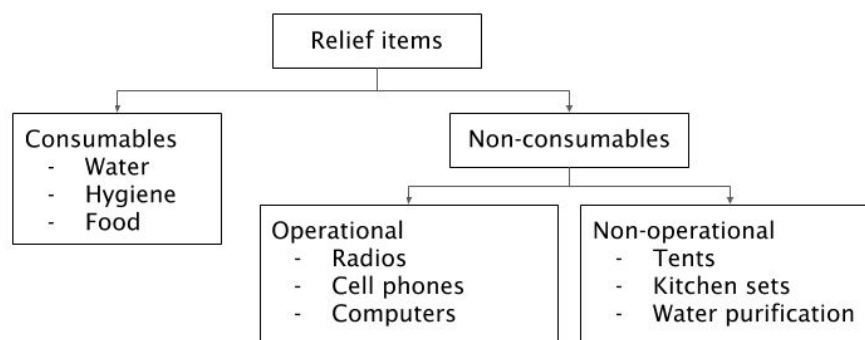 Relief items
Consumables
- Water
- Hygiene
- Food
Non-consumables
Operational
- Radios
- Cell phones
- Computers
Non-operational
- Tents
- Kitchen sets
- Water purification